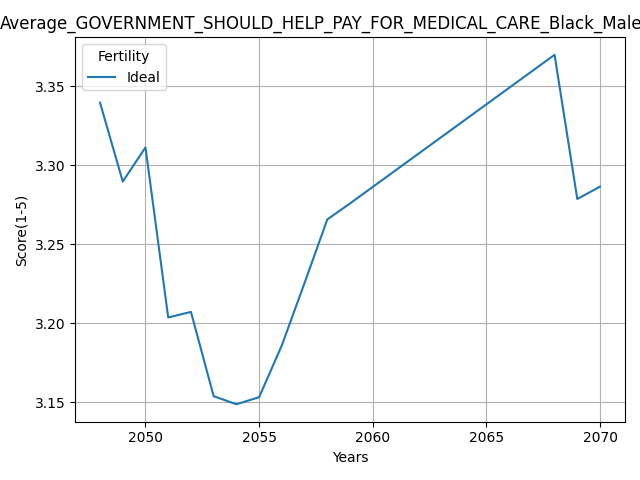 Average_GOVERNMENT_SHOULD_HELP_PAY_FOR_MEDICAL_CARE_Black_Male
Fertility
Ideal
3.35
3.30
3.25
3.20
3.15
Score(1-5)
2050 2055 2060 2065 2070
Years